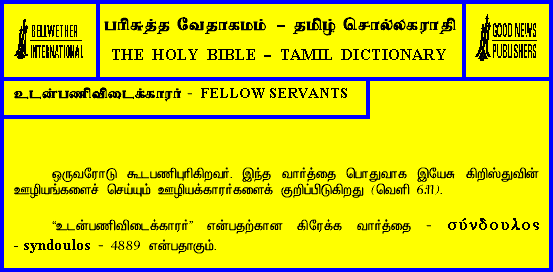 BELLWETHER
INTERNATIONAL
பரிசுத்த வேதாகமம் – தமிழ் சொல்லகராதி
THE HOLY BIBLE – TAMIL DICTIONARY
GOOD NEWS
PUBLISHERS
உடன்பணிவிடைக்காரர் - FELLOW SERVANTS
ஒருவரோடு கூடபணிபுரிகிறவர். இந்த வார்த்தை பொதுவாக இயேசு கிறிஸ்துவின்
ஊழியங்களைச் செய்யும் ஊழியக்காரர்களைக் குறிப்பிடுகிறது (வெளி 6:11).
“உடன்பணிவிடைக்காரர்” என்பதற்கான கிரேக்க வார்த்தை - σύνδουλος
- syndoulos - 4889 என்பதாகும்.